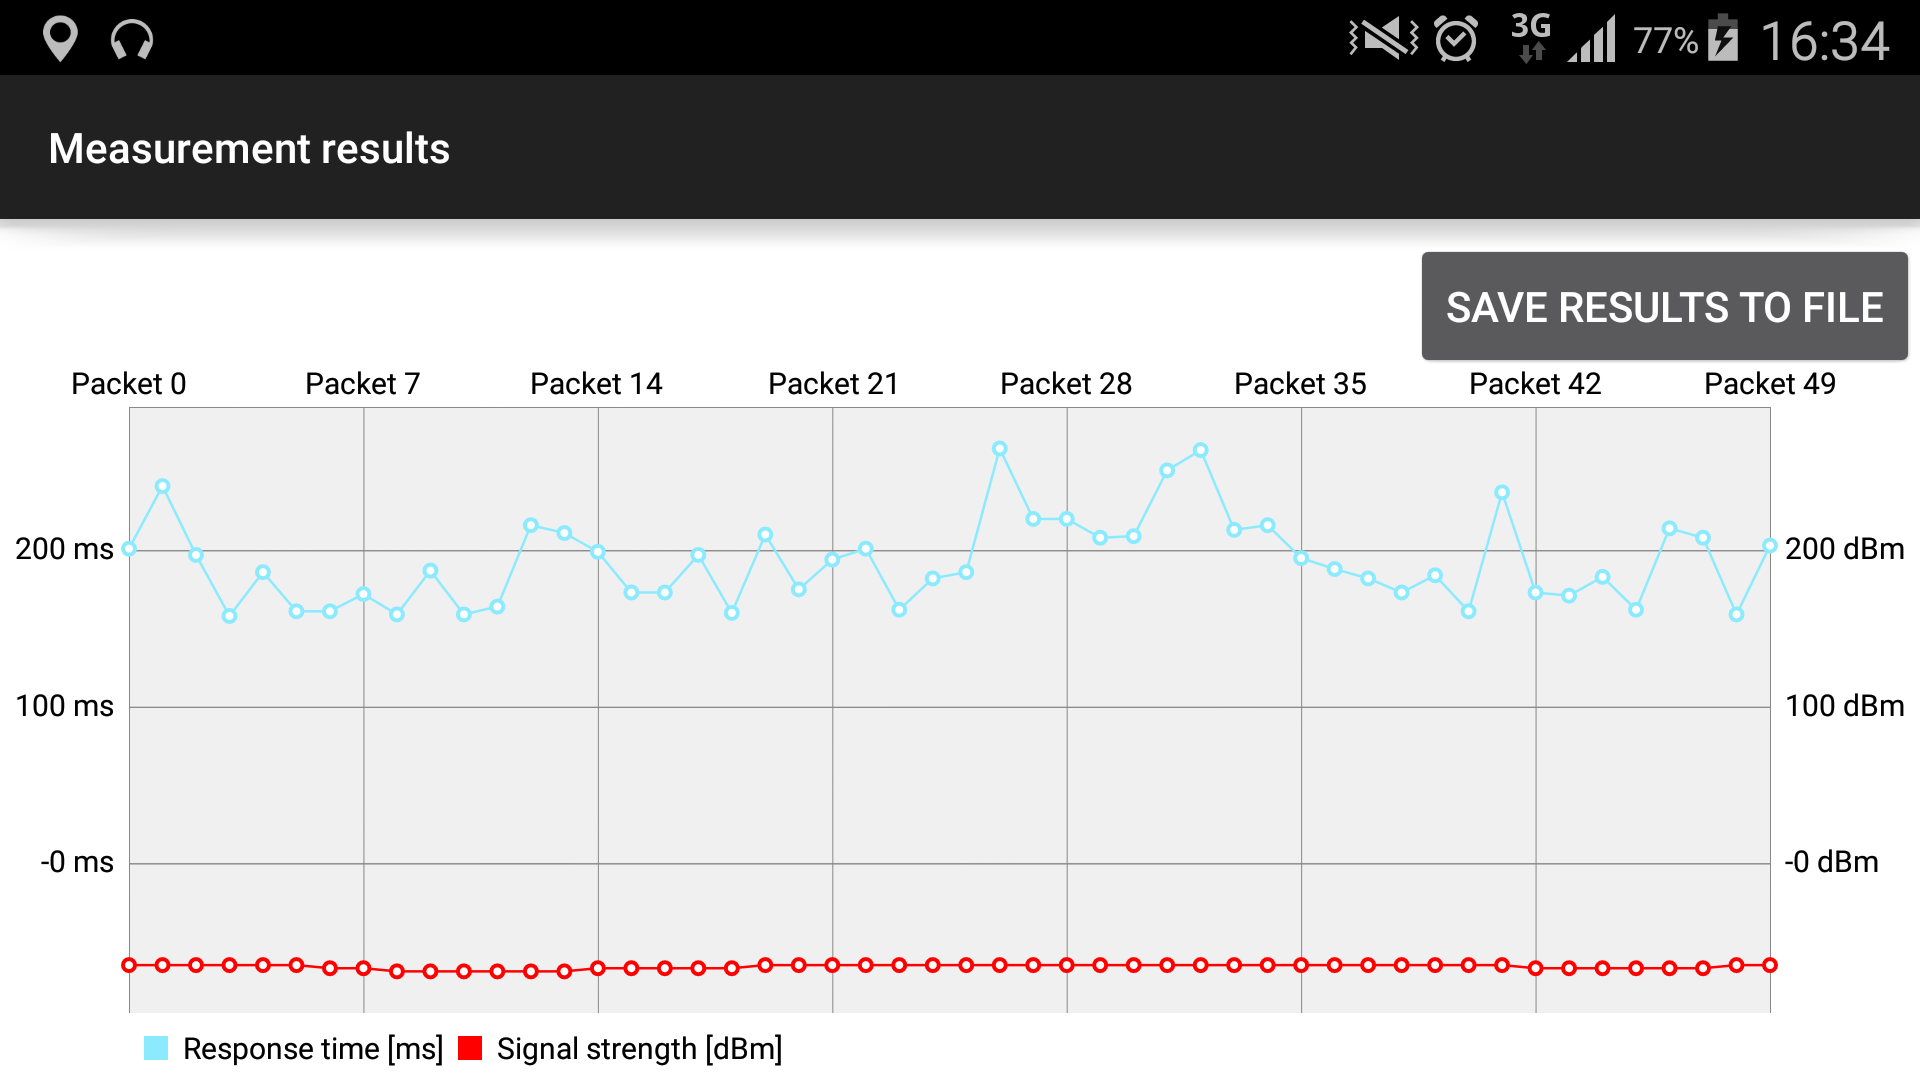 3G 77% 16:34
Measurement results
SAVE RESULTS TO FILE
Packet 0 Packet 7 Packet 14 Packet 21 Packet 28 Packet 35 Packet 42 Packet 49
200 ms 200 dBm
100 ms 100 dBm
-0 ms -0 dBm
Response time [ms] Signal strength [dBm]